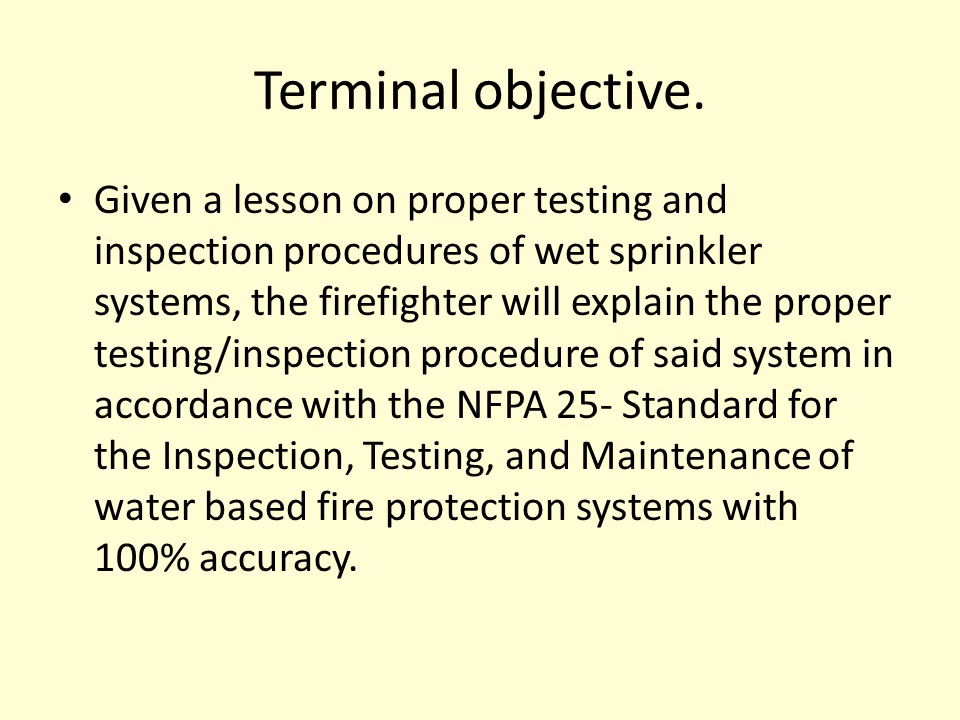 Terminal objective.
• Given a lesson on proper testing and
inspection procedures of wet sprinkler
systems, the firefighter will explain the proper
testing/inspection procedure of said system in
accordance with the NFPA 25- Standard for
the Inspection, Testing, and Maintenance of
water based fire protection systems with
100% accuracy.